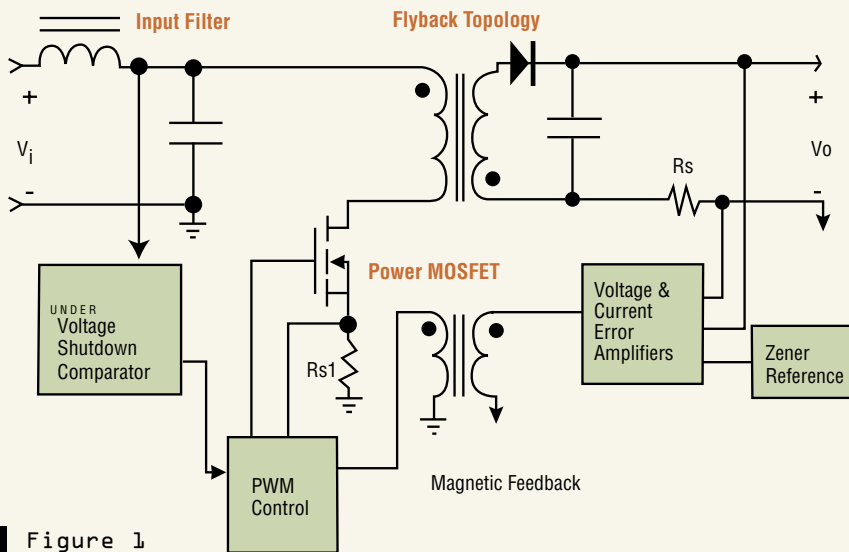 Input Filter
Flyback Topology
+
Vi
-
+
Vo
-
Rs
Power MOSFET
UNDER
Voltage
Shutdown
Comparator
Rs1
Voltage &
Current
Error
Amplifiers
Zener
Reference
PWM
Control
Magnetic Feedback
Figure 1